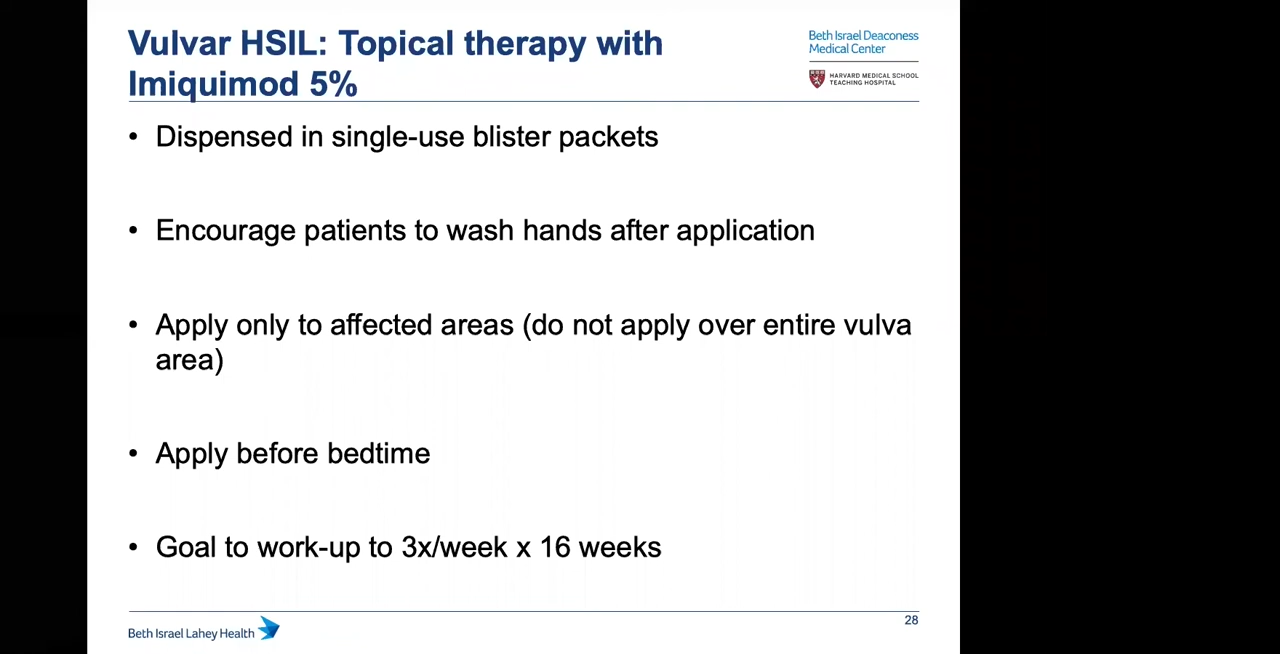 Vulvar HSIL: Topical therapy with
Imiquimod 5%
Beth Israel Deaconess
Medical Center
HARVARD MEDICAL SCHOOL
TEACHING HOSPITAL
• Dispensed in single-use blister packets
• Encourage patients to wash hands after application
• Apply only to affected areas (do not apply over entire vulva
area)
• Apply before bedtime
• Goal to work-up to 3x/week x 16 weeks
Beth Israel Lahey Health
28